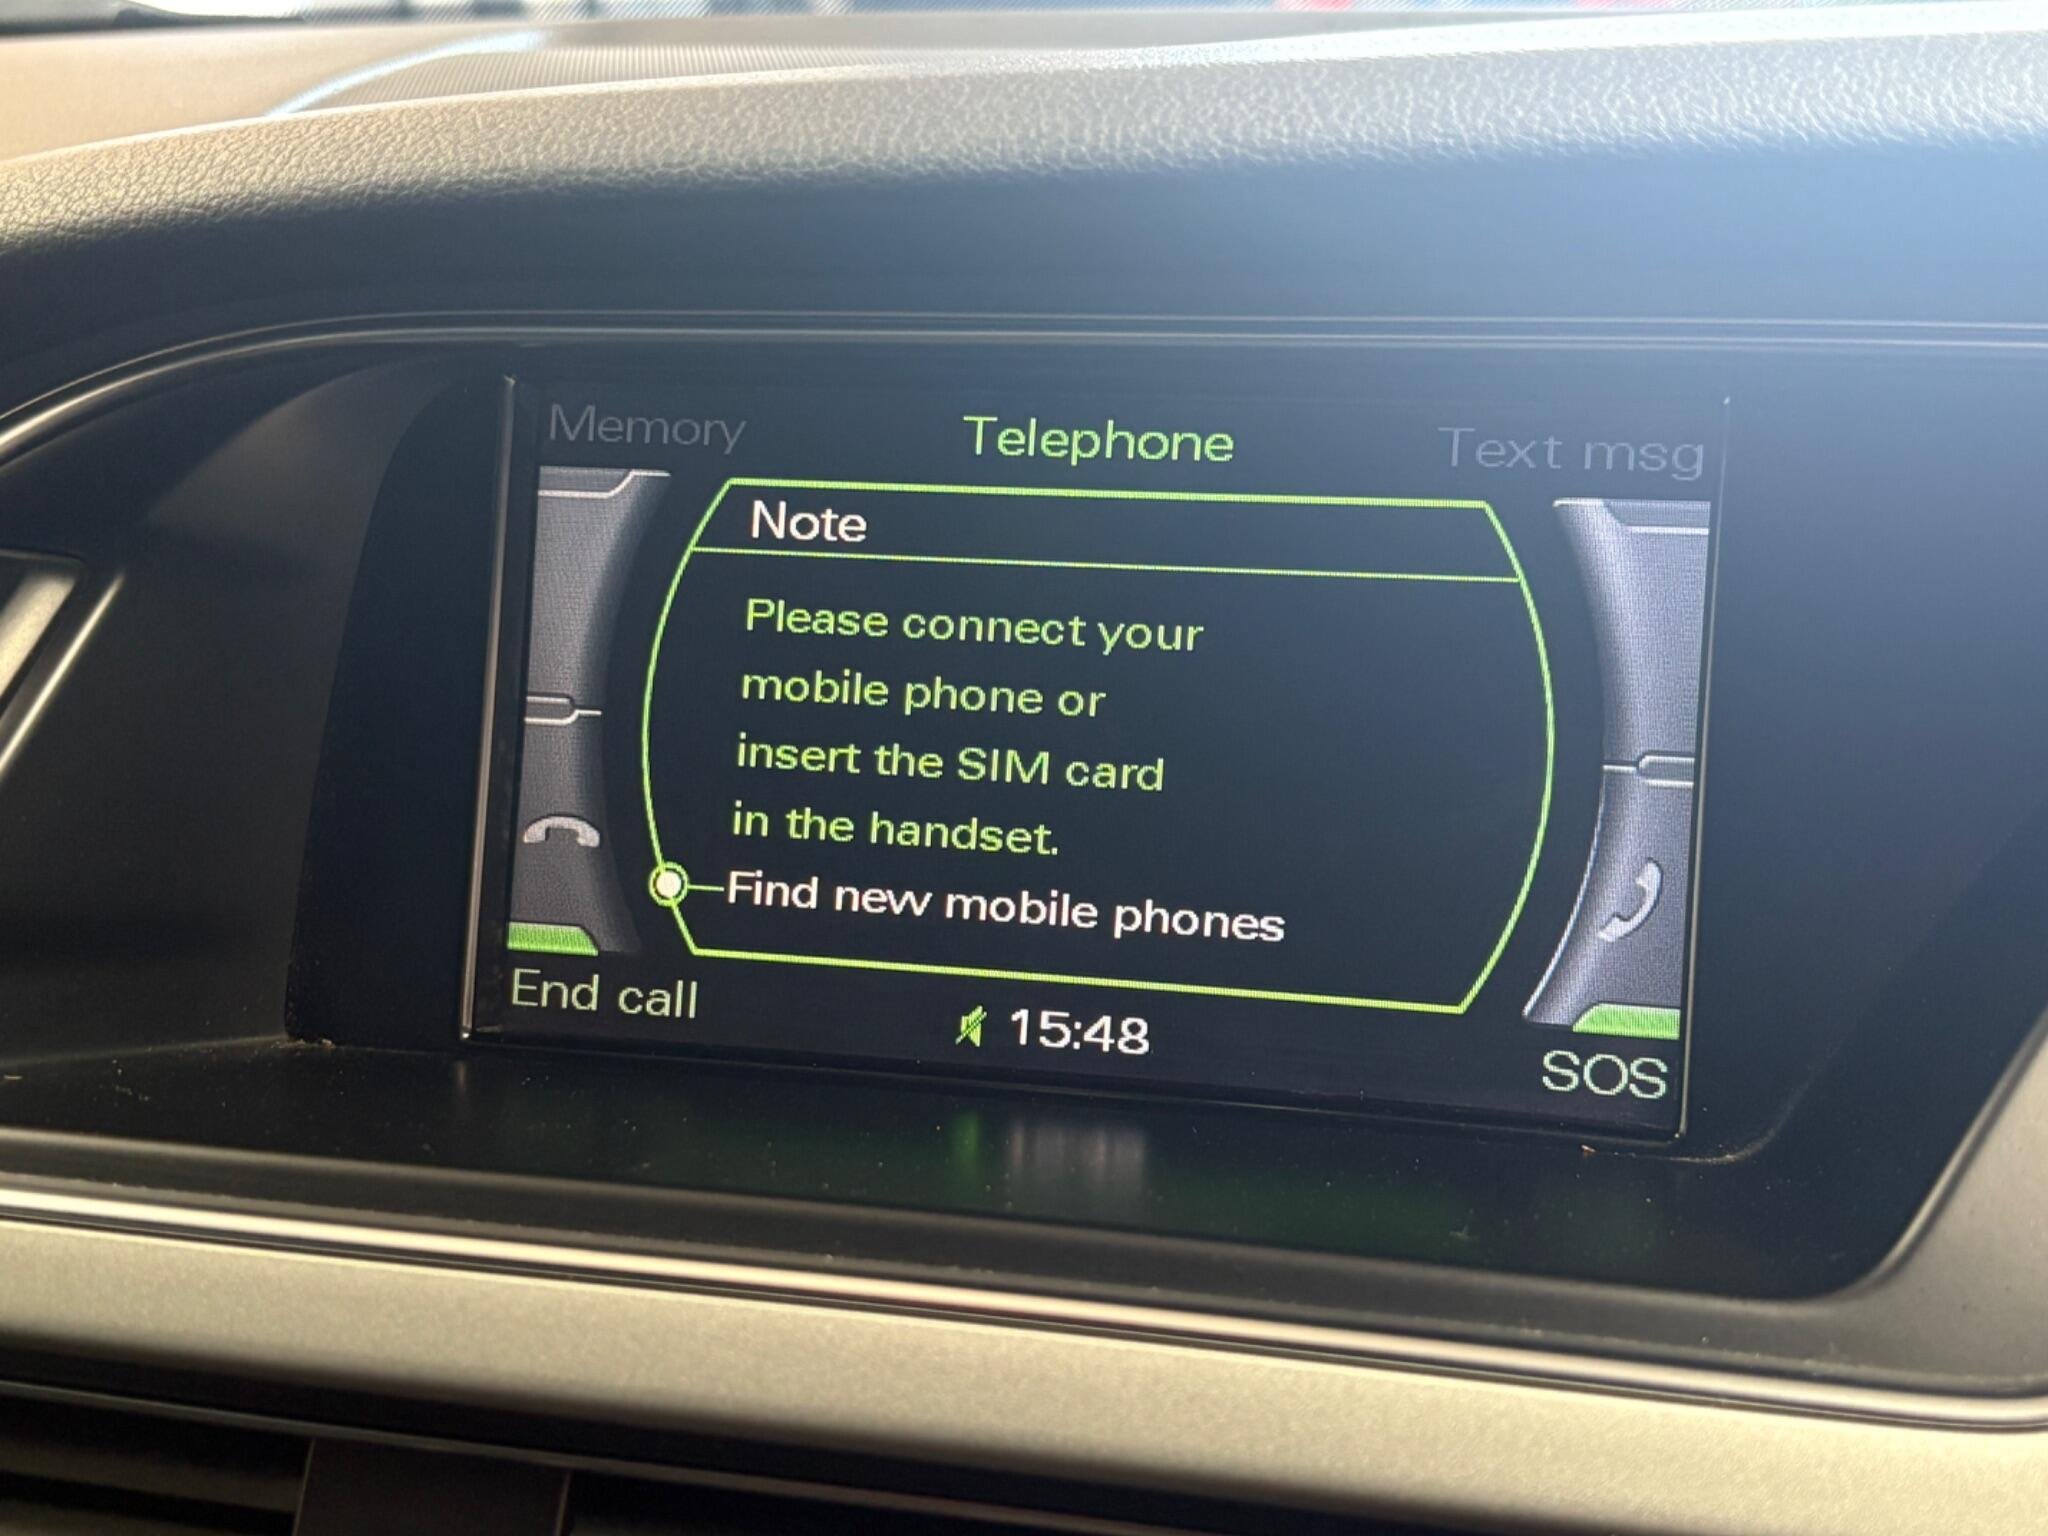 Memory
Telephone
Text msg
Note
Please connect your
mobile phone or
insert the SIM card
in the handset.
Find new mobile phones
End call
15:48
SOS